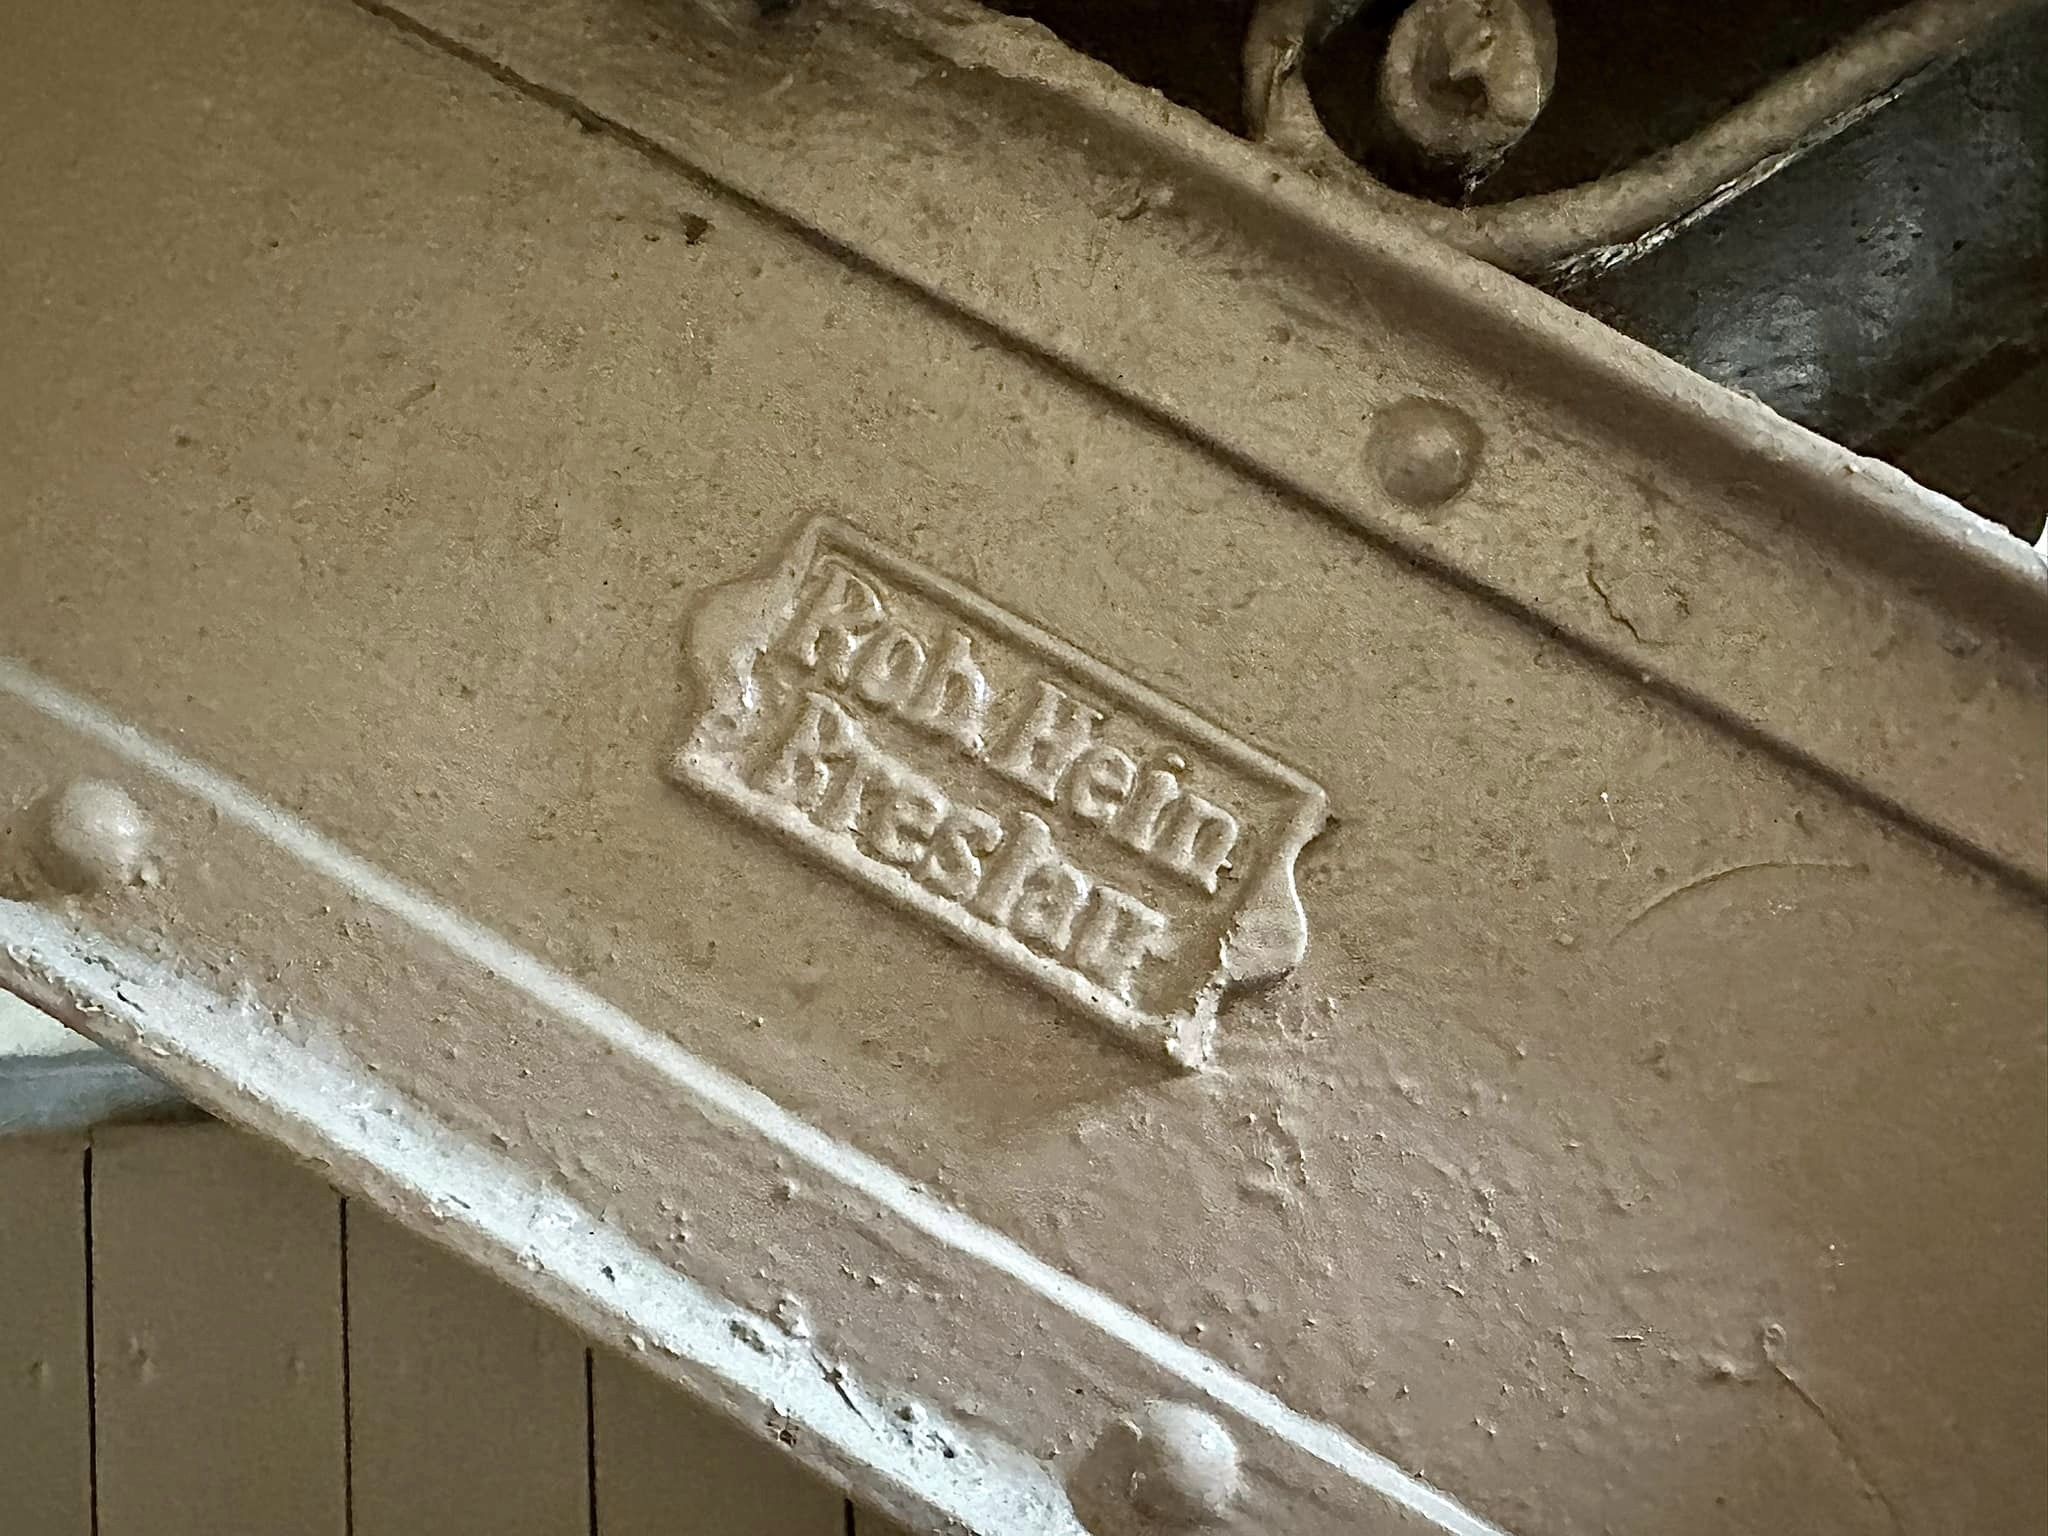 Rob. Hein
Breslau